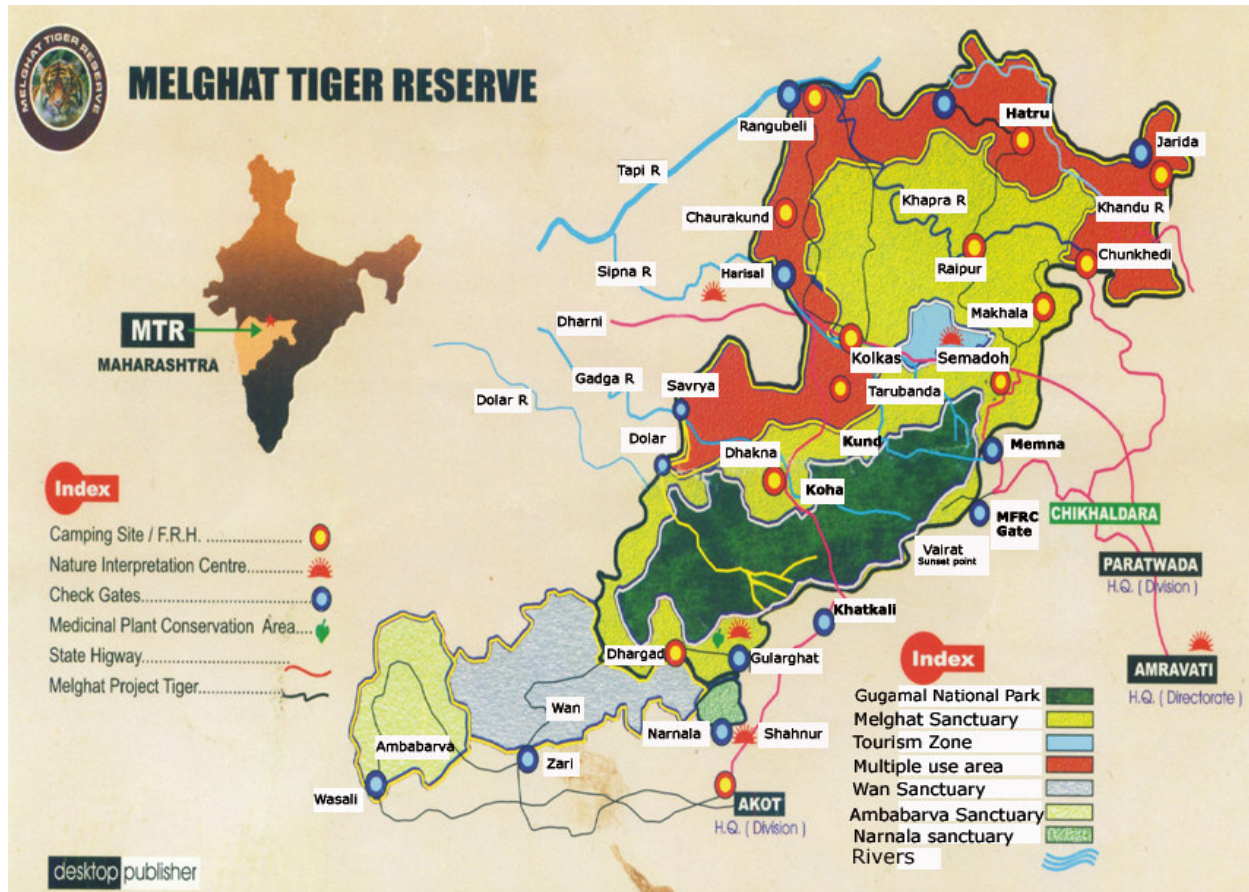 MELGHAT TIGER RESERVE
MELGHAT TIGER RESERVE
MTR
MAHARASHTRA
Rangubeli
Hatru
Jarida
Tapi R
Khapra R
Khandu R
Chaurakund
Sipna R
Harisal
Raipur
Chunkhedi
Makhala
Dharni
Kolkas
Semadoh
Gadga R
Savrya
Tarubanda
Dolar R
Dolar
Kund
Memna
Dhakna
Koha
MFRC
Gate
CHIKHALDARA
Vairat
Sunset point
PARATWADA
H.Q. ( Division )
Khatkali
Dhargad
Gularghat
AMRAVATI
H.Q. ( Directorate )
Wan
Narnala
Shahnur
Ambabarva
Zari
Wasali
AKOT
H.Q. ( Division )
Index
Camping Site / F.R.H. ..................
Nature Interpretation Centre............
Check Gates.........................
Medicinal Plant Conservation Area....
State Higway.........................
Melghat Project Tiger..................
Index
Gugamal National Park
Melghat Sanctuary
Tourism Zone
Multiple use area
Wan Sanctuary
Ambabarva Sanctuary
Narnala sanctuary
Rivers
desktop publisher